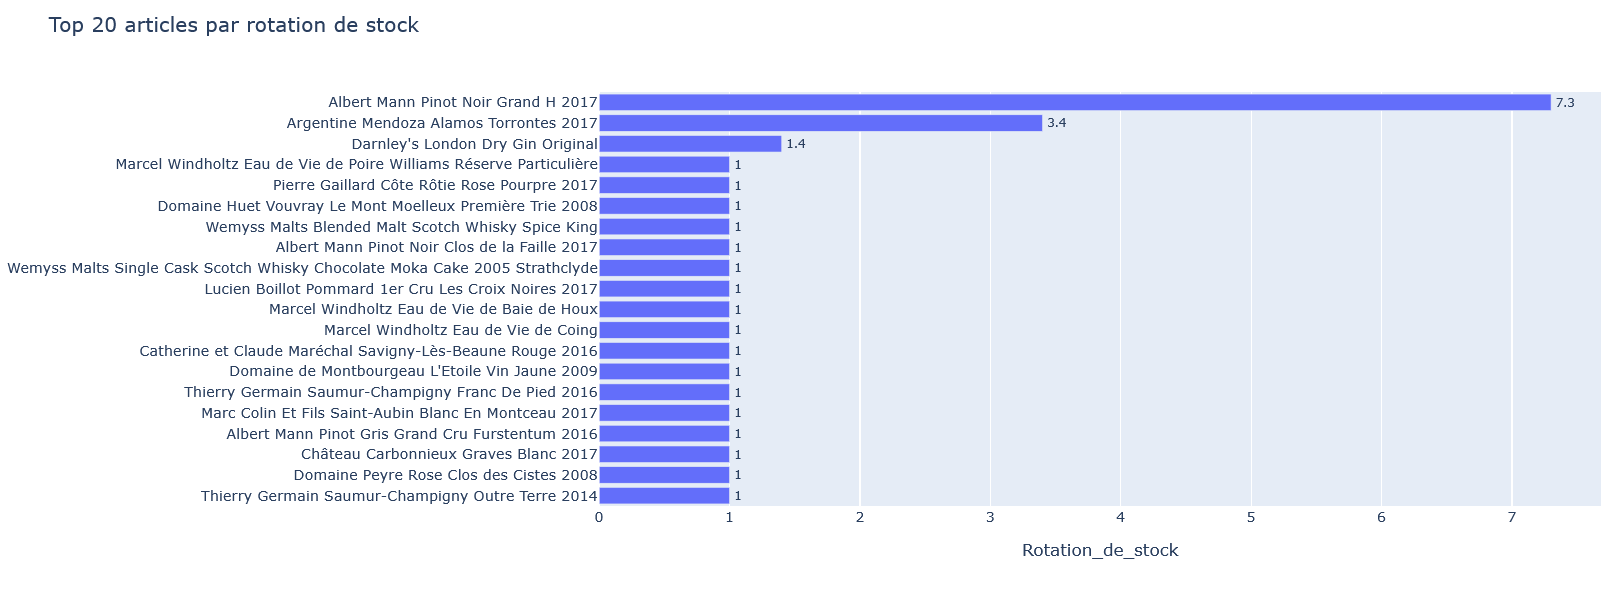 Top 20 articles par rotation de stock
Albert Mann Pinot Noir Grand H 2017 7.3
Argentine Mendoza Alamos Torrontes 2017 3.4
Darnley's London Dry Gin Original 1.4
Marcel Windholtz Eau de Vie de Poire Williams Réserve Particulière 1
Pierre Gaillard Côte Rôtie Rose Pourpre 2017 1
Domaine Huet Vouvray Le Mont Moelleux Première Trie 2008 1
Wemyss Malts Blended Malt Scotch Whisky Spice King 1
Albert Mann Pinot Noir Clos de la Faille 2017 1
Wemyss Malts Single Cask Scotch Whisky Chocolate Moka Cake 2005 Strathclyde 1
Lucien Boillot Pommard 1er Cru Les Croix Noires 2017 1
Marcel Windholtz Eau de Vie de Baie de Houx 1
Marcel Windholtz Eau de Vie de Coing 1
Catherine et Claude Maréchal Savigny-Lès-Beaune Rouge 2016 1
Domaine de Montbourgeau L'Etoile Vin Jaune 2009 1
Thierry Germain Saumur-Champigny Franc De Pied 2016 1
Marc Colin Et Fils Saint-Aubin Blanc En Montceau 2017 1
Albert Mann Pinot Gris Grand Cru Furstentum 2016 1
Château Carbonnieux Graves Blanc 2017 1
Domaine Peyre Rose Clos des Cistes 2008 1
Thierry Germain Saumur-Champigny Outre Terre 2014 1
0 1 2 3 4 5 6 7
Rotation_de_stock